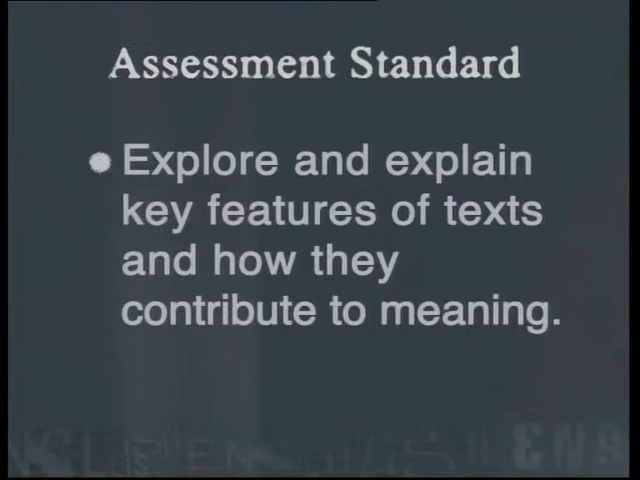 Assessment Standard
Explore and explain
key features of texts
and how they
contribute to meaning.